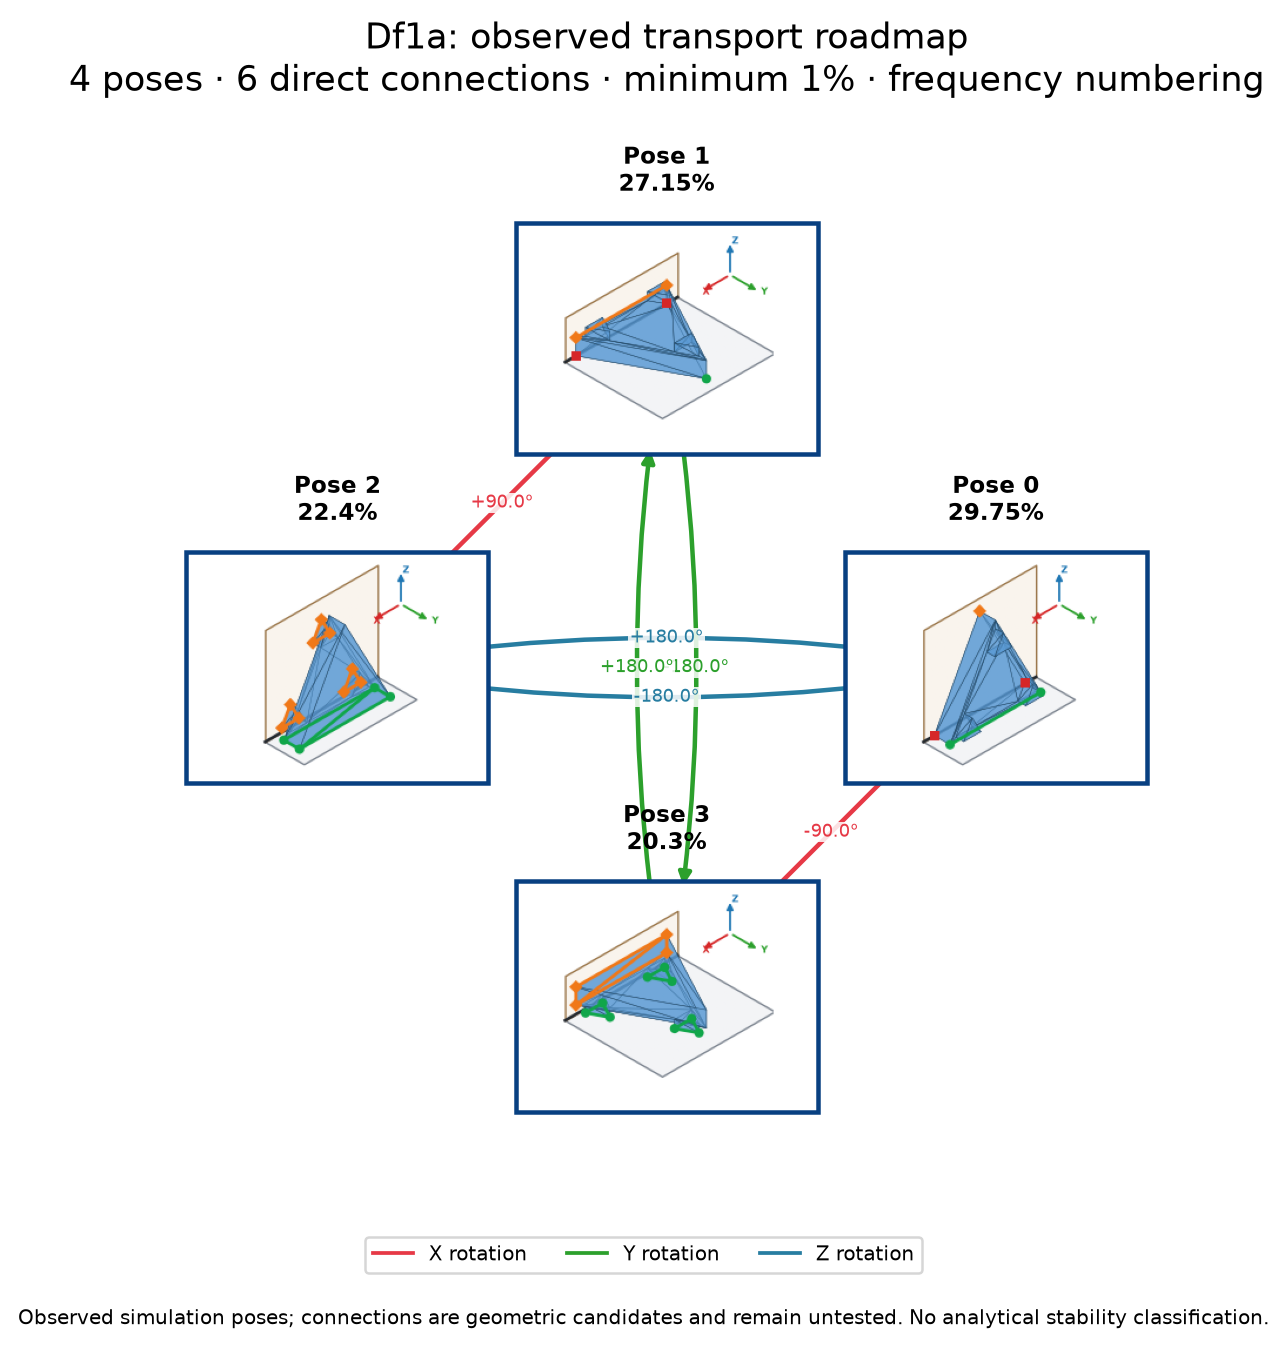 Df1a: observed transport roadmap
4 poses · 6 direct connections · minimum 1% · frequency numbering
Pose 1
27.15%
Z
X
Y
Pose 2
22.4%
+90.0°
Pose 0
29.75%
Z
X
Y
Z
X
Y
+180.0°
+180.0°
180.0°
-180.0°
Pose 3
20.3%
-90.0°
Z
X
Y
X rotation
Y rotation
Z rotation
Observed simulation poses; connections are geometric candidates and remain untested. No analytical stability classification.